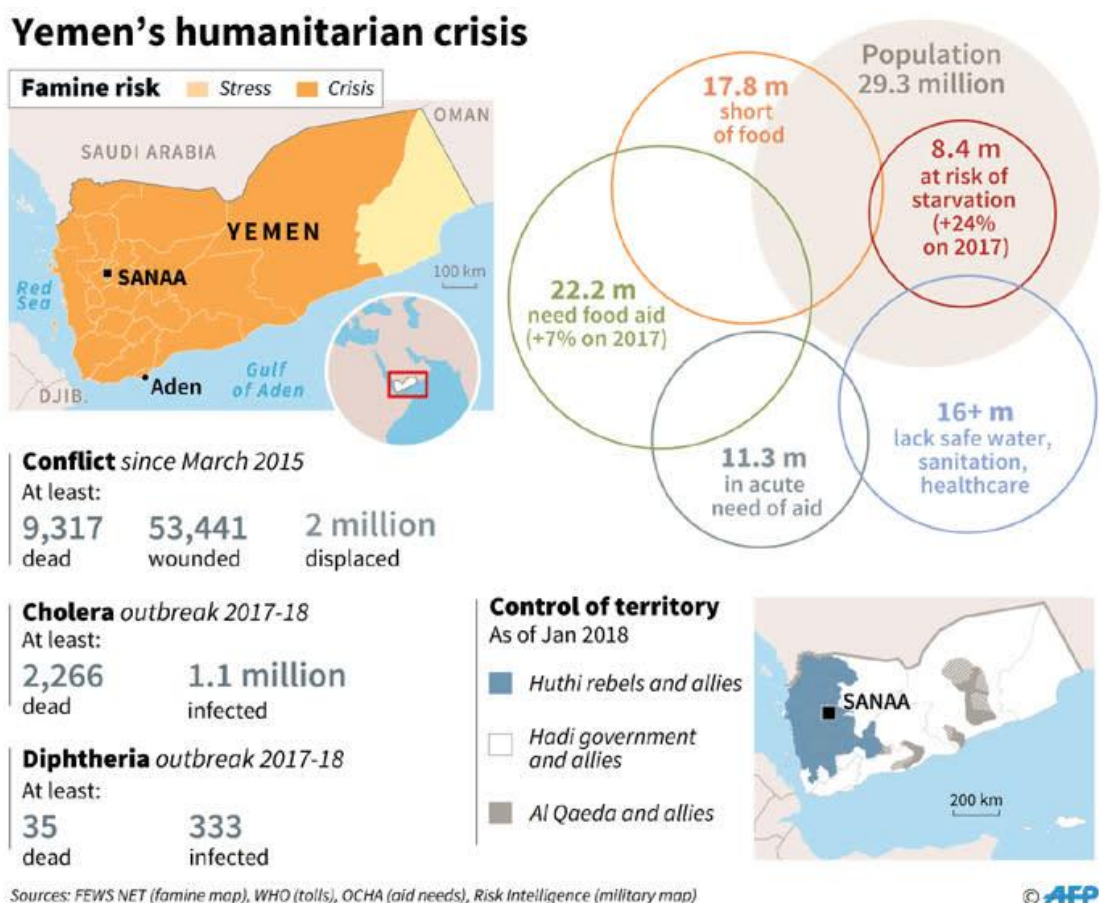 Yemen's humanitarian crisis
Famine risk Stress Crisis
OMAN
SAUDI ARABIA
YEMEN
SANAA
100 km
Red
Sea
Gulf
of Aden
Aden
DJIB.
Population
29.3 million
17.8 m
short
of food
8.4 m
at risk of
starvation
(+24%
on 2017)
22.2 m
need food aid
(+7% on 2017)
16+ m
lack safe water,
sanitation,
healthcare
11.3 m
in acute
need of aid
Conflict since March 2015
At least:
9,317 53,441 2 million
dead wounded displaced
Cholera outbreak 2017-18
At least:
2,266 1.1 million
dead infected
Diphtheria outbreak 2017-18
At least:
35 333
dead infected
Control of territory
As of Jan 2018
Huthi rebels and allies
Hadi government
and allies
Al Qaeda and allies
SANAA
200 km
Sources: FEWS NET (famine map), WHO (tolls), OCHA (aid needs), Risk Intelligence (military map)
© AFP